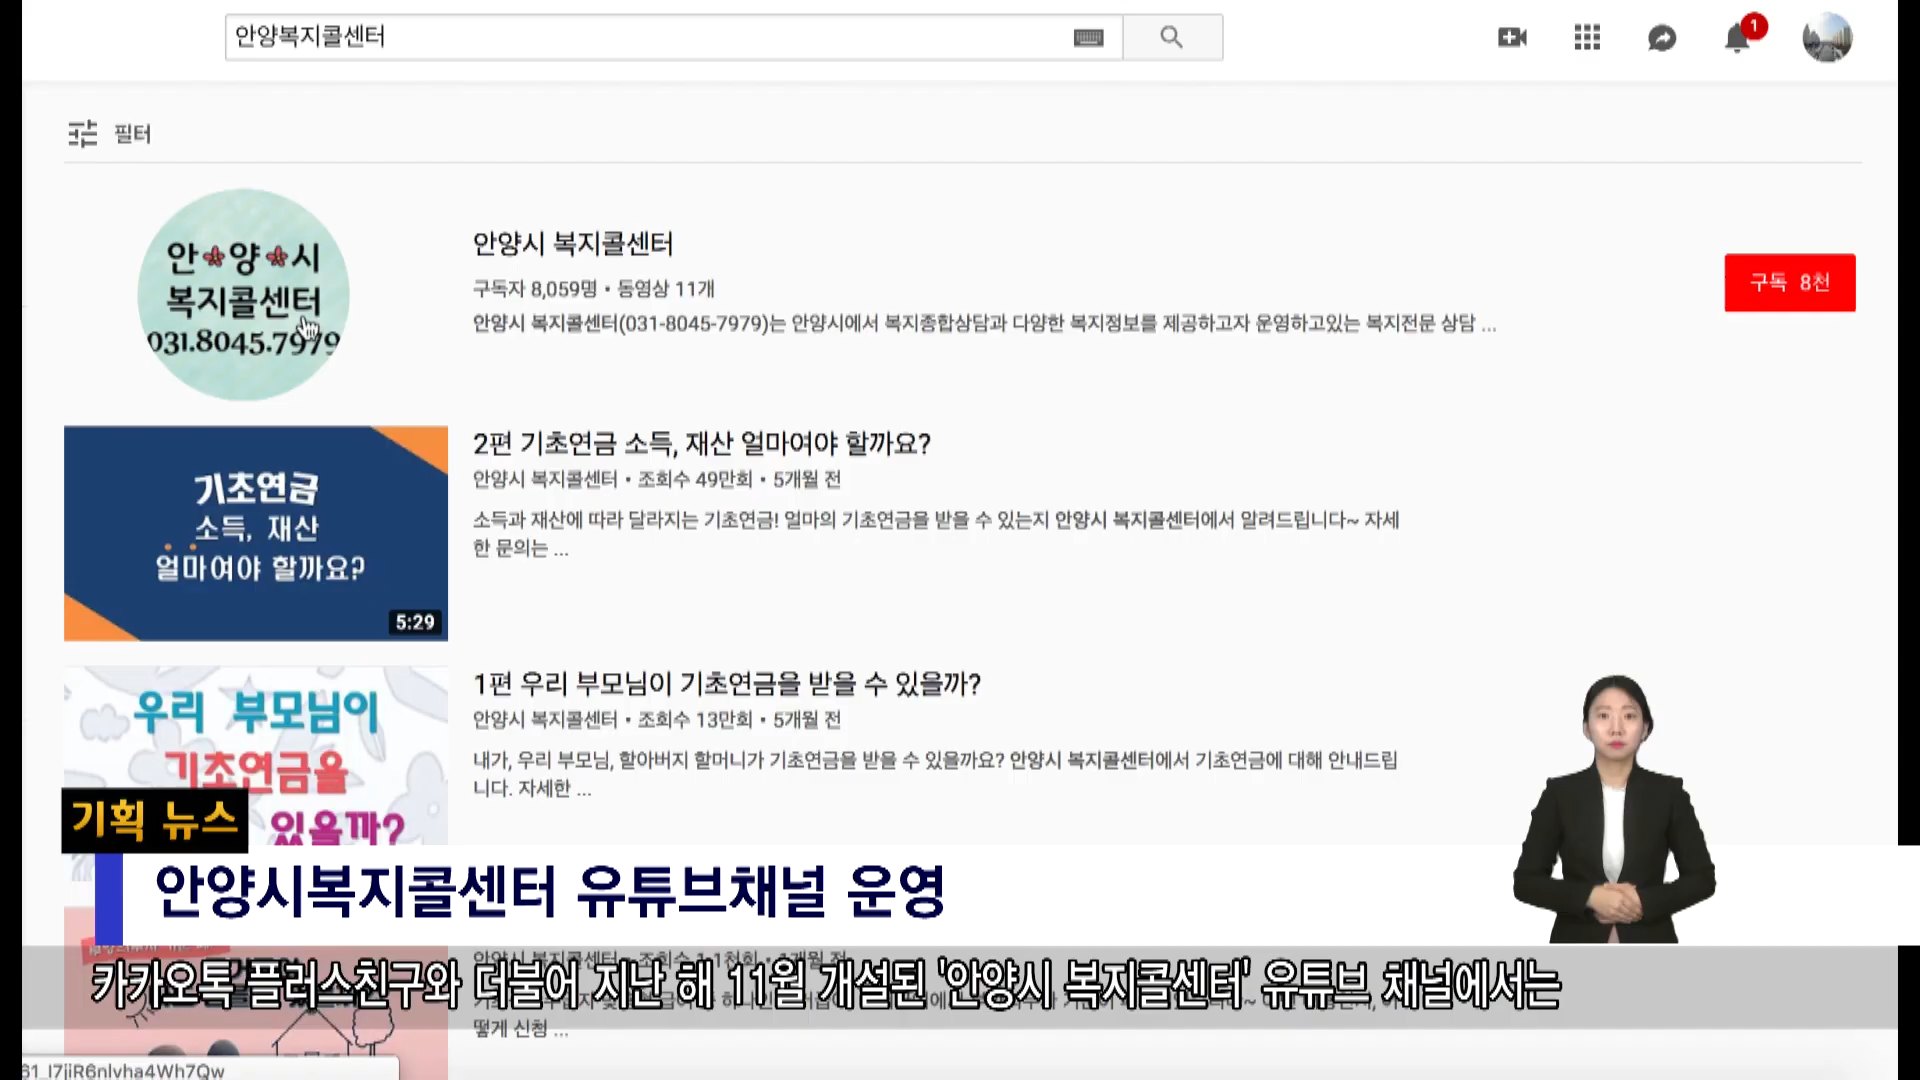 안양복지콜센터
1
필터
안양시
복지콜센터
031.8045.7979
안양시 복지콜센터
구독자 8,059명 • 동영상 11개
안양시 복지콜센터(031-8045-7979)는 안양시에서 복지종합상담과 다양한 복지정보를 제공하고자 운영하고있는 복지전문 상담 ...
구독 8천
기초연금
소득, 재산
얼마여야 할까요?
5:29
2편 기초연금 소득, 재산 얼마여야 할까요?
안양시 복지콜센터 • 조회수 49만회 • 5개월 전
소득과 재산에 따라 달라지는 기초연금! 얼마의 기초연금을 받을 수 있는지 안양시 복지콜센터에서 알려드립니다~ 자세
한 문의는 ...
우리 부모님이
기초연금을
있을까?
1편 우리 부모님이 기초연금을 받을 수 있을까?
안양시 복지콜센터 • 조회수 13만회 • 5개월 전
내가, 우리 부모님, 할아버지 할머니가 기초연금을 받을 수 있을까요? 안양시 복지콜센터에서 기초연금에 대해 안내드립
니다. 자세한 ...
기획 뉴스
안양시복지콜센터 유튜브채널 운영
카카오톡 플러스친구와 더불어 지난 해 11월 개설된 '안양시 복지콜센터' 유튜브 채널에서는
떻게 신청 ...